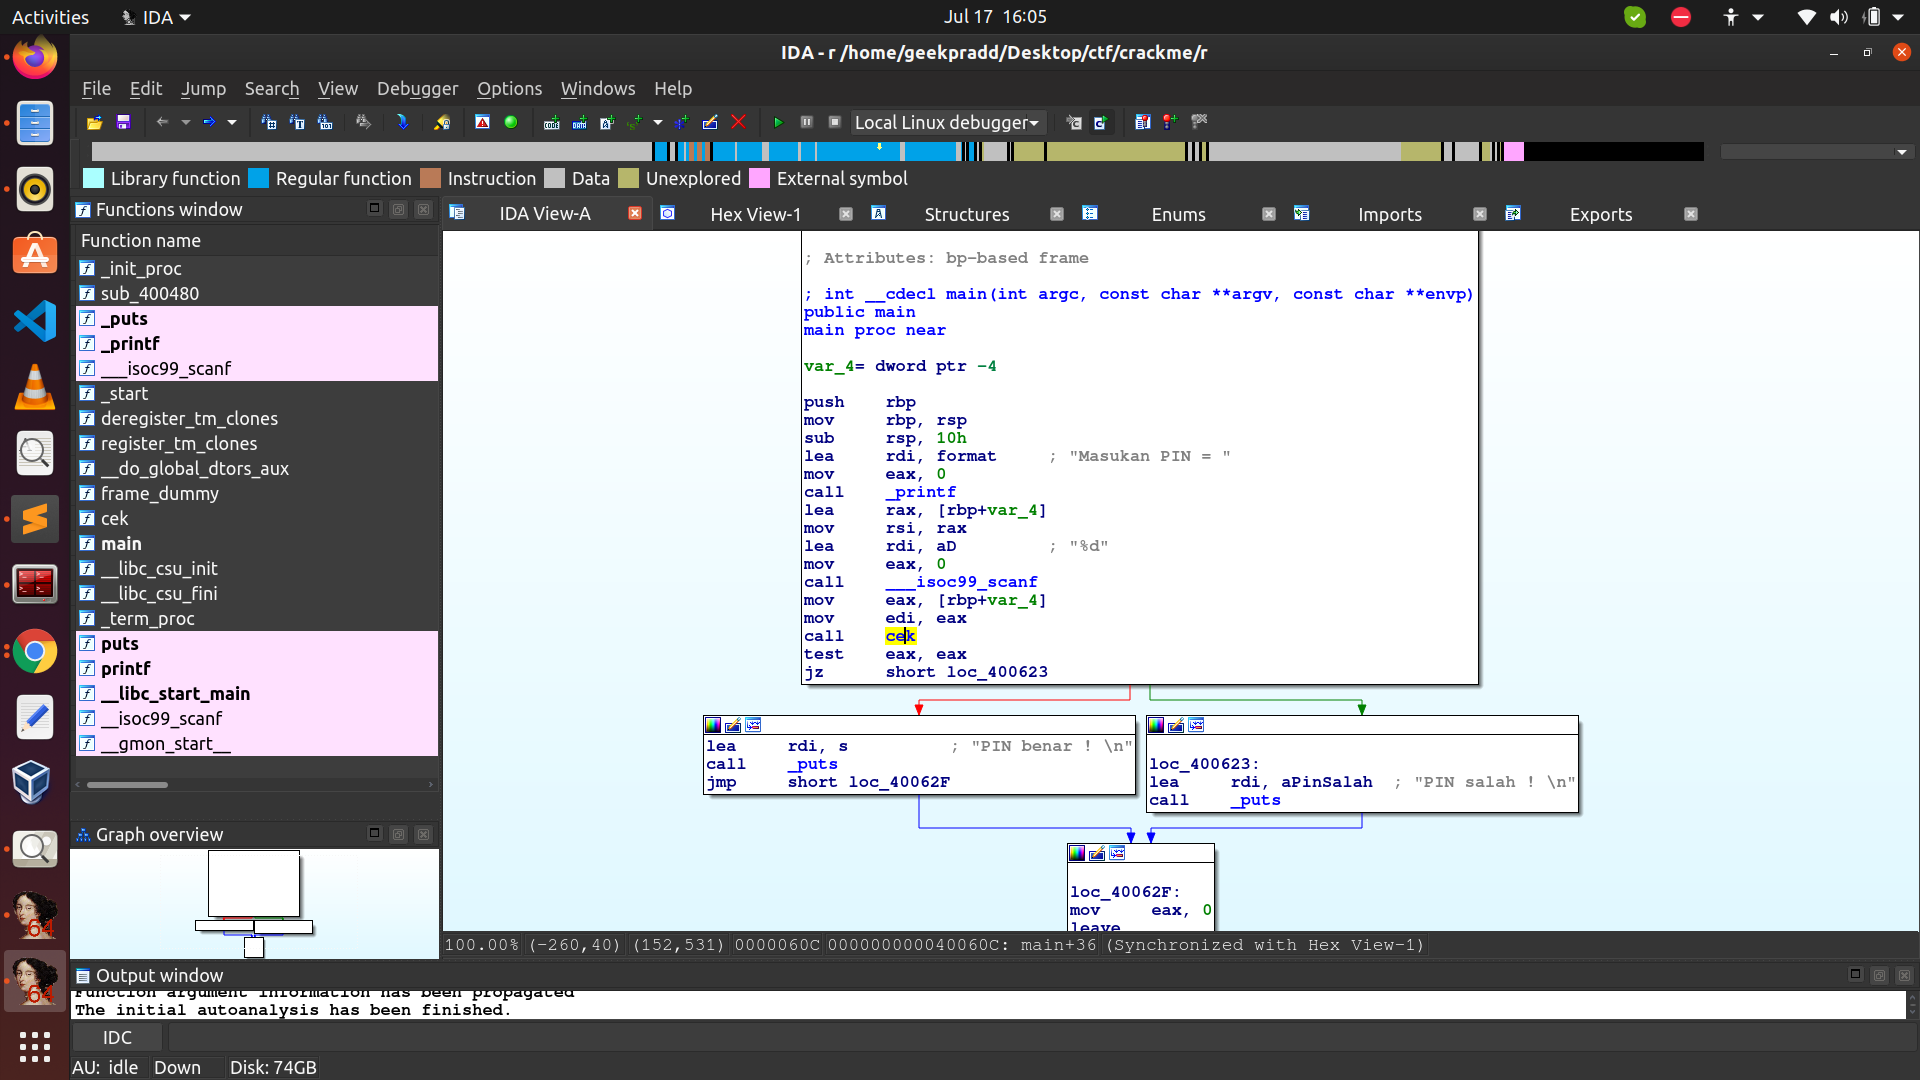 Activities
IDA
Jul 17 16:05
IDA - r /home/geekpradd/Desktop/ctf/crackme/r
File Edit Jump Search View Debugger Options Windows Help
Local Linux debugger
Library function Regular function Instruction Data Unexplored External symbol
Functions window
Function name
_init_proc
sub_400480
_puts
_printf
___isoc99_scanf
_start
deregister_tm_clones
register_tm_clones
__do_global_dtors_aux
frame_dummy
cek
main
__libc_csu_init
__libc_csu_fini
_term_proc
puts
printf
__libc_start_main
__isoc99_scanf
__gmon_start__
Graph overview
IDA View-A Hex View-1 Structures Enums Imports Exports
; Attributes: bp-based frame
; int __cdecl main(int argc, const char **argv, const char **envp)
public main
main proc near
var_4= dword ptr -4
push rbp
mov rbp, rsp
sub rsp, 10h
lea rdi, format ; "Masukan PIN = "
mov eax, 0
call _printf
lea rax, [rbp+var_4]
mov rsi, rax
lea rdi, aD ; "%d"
mov eax, 0
call ___isoc99_scanf
mov eax, [rbp+var_4]
mov edi, eax
call cek
test eax, eax
jz short loc_400623
lea rdi, s ; "PIN benar ! \n"
call _puts
jmp short loc_40062F
loc_400623:
lea rdi, aPinSalah ; "PIN salah ! \n"
call _puts
loc_40062F:
mov eax, 0
leave
100.00% (-260,40) (152,531) 0000060C 000000000040060C: main+36 (Synchronized with Hex View-1)
Output window
Function argument information has been propagated
The initial autoanalysis has been finished.
IDC
AU: idle Down Disk: 74GB